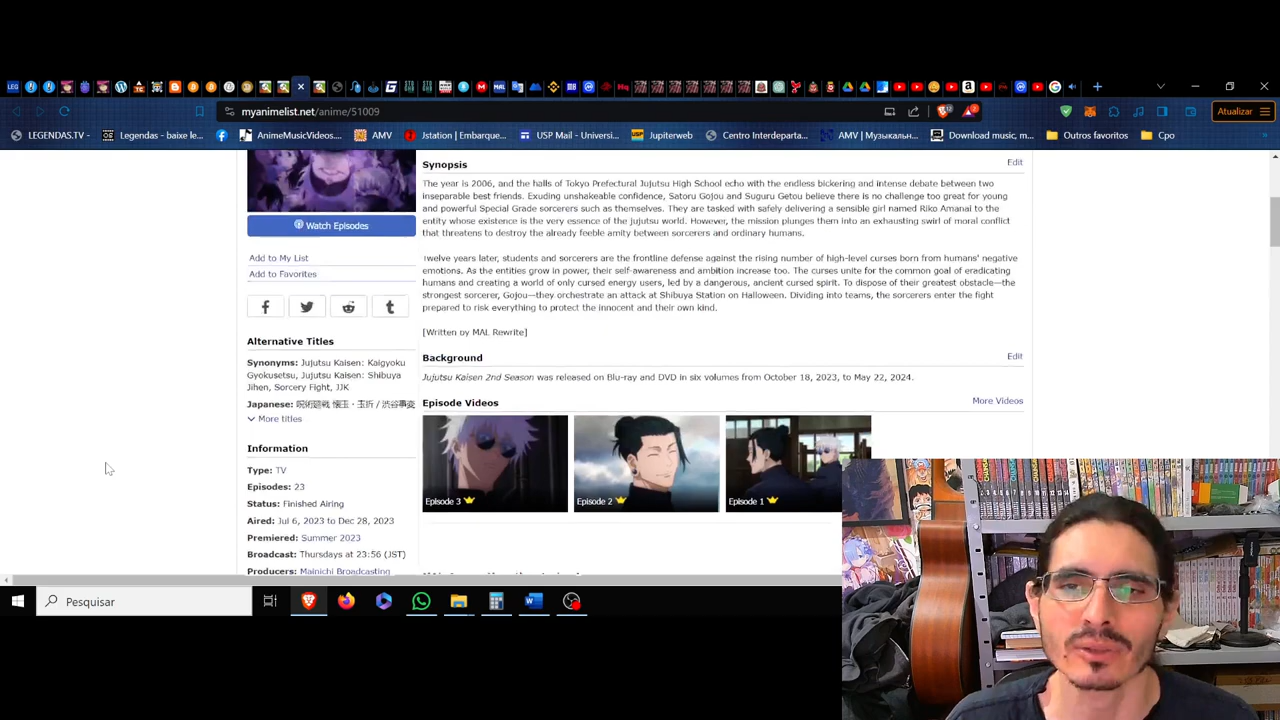 myanimelist.net/anime/51009
Atualizar
LEGENDAS.TV -
Legendas - baixe le...
AnimeMusicVideos....
AMV
Jstation | Embarque...
USP Mail - Universi...
Jupiterweb
Centro Interdeparta...
AMV | Музыкальн...
Download music, m...
Outros favoritos
Cpo
Watch Episodes
Add to My List
Add to Favorites
Alternative Titles
Synonyms: Jujutsu Kaisen: Kaigyoku
Gyokusetsu, Jujutsu Kaisen: Shibuya
Jihen, Sorcery Fight, JJK
Japanese: 呪術廻戦 懐玉・玉折 / 渋谷事変
More titles
Information
Type: TV
Episodes: 23
Status: Finished Airing
Aired: Jul 6, 2023 to Dec 28, 2023
Premiered: Summer 2023
Broadcast: Thursdays at 23:56 (JST)
Producers: Mainichi Broadcasting
Synopsis
Edit
The year is 2006, and the halls of Tokyo Prefectural Jujutsu High School echo with the endless bickering and intense debate between two
inseparable best friends. Exuding unshakeable confidence, Satoru Gojou and Suguru Getou believe there is no challenge too great for young
and powerful Special Grade sorcerers such as themselves. They are tasked with safely delivering a sensible girl named Riko Amanai to the
entity whose existence is the very essence of the jujutsu world. However, the mission plunges them into an exhausting swirl of moral conflict
that threatens to destroy the already feeble amity between sorcerers and ordinary humans.
Twelve years later, students and sorcerers are the frontline defense against the rising number of high-level curses born from humans' negative
emotions. As the entities grow in power, their self-awareness and ambition increase too. The curses unite for the common goal of eradicating
humans and creating a world of only cursed energy users, led by a dangerous, ancient cursed spirit. To dispose of their greatest obstacle—the
strongest sorcerer, Gojou—they orchestrate an attack at Shibuya Station on Halloween. Dividing into teams, the sorcerers enter the fight
prepared to risk everything to protect the innocent and their own kind.
[Written by MAL Rewrite]
Background
Edit
Jujutsu Kaisen 2nd Season was released on Blu-ray and DVD in six volumes from October 18, 2023, to May 22, 2024.
Episode Videos
More Videos
Episode 3
Episode 2
Episode 1
Pesquisar